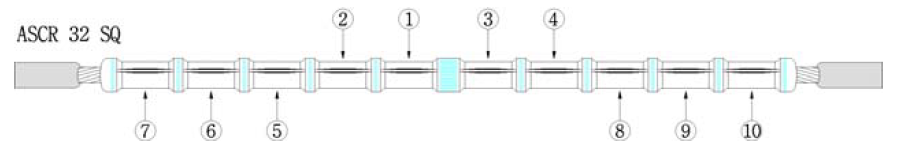 ② ① ③ ④
ASCR 32 SQ
⑦ ⑥ ⑤ ⑧ ⑨ ⑩